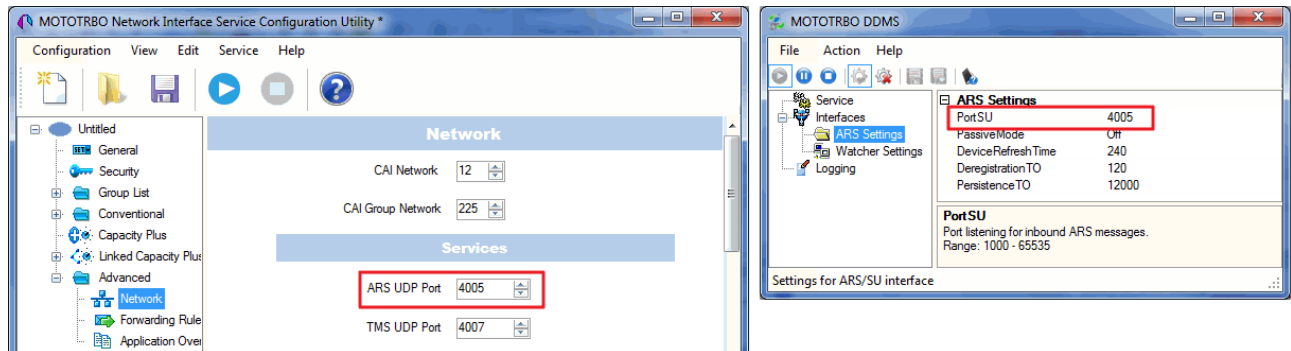 MOTOTRBO Network Interface Service Configuration Utility *
Configuration View Edit Service Help
Untitled
General
Security
Group List
Conventional
Capacity Plus
Linked Capacity Plus
Advanced
Network
Forwarding Rule
Application Over
Network
CAI Network 12
CAI Group Network 225
Services
ARS UDP Port 4005
TMS UDP Port 4007
MOTOTRBO DDMS
File Action Help
Service
Interfaces
ARS Settings
Watcher Settings
Logging
ARS Settings
PortSU 4005
PassiveMode Off
DeviceRefreshTime 240
DeregistrationTO 120
PersistenceTO 12000
PortSU
Port listening for inbound ARS messages.
Range: 1000 - 65535
Settings for ARS/SU interface